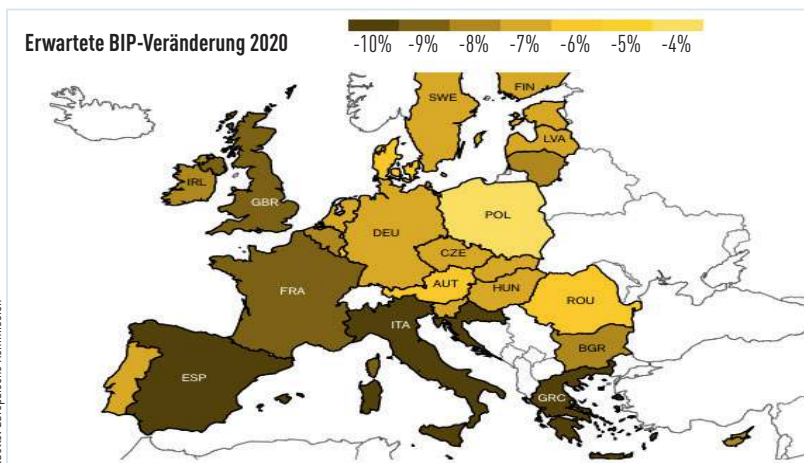 Erwartete BIP-Veränderung 2020
-10% -9% -8% -7% -6% -5% -4%
FIN
SWE
LVA
IRL
GBR
POL
DEU
CZE
FRA
AUT
HUN
ROU
ITA
BGR
ESP
GRC